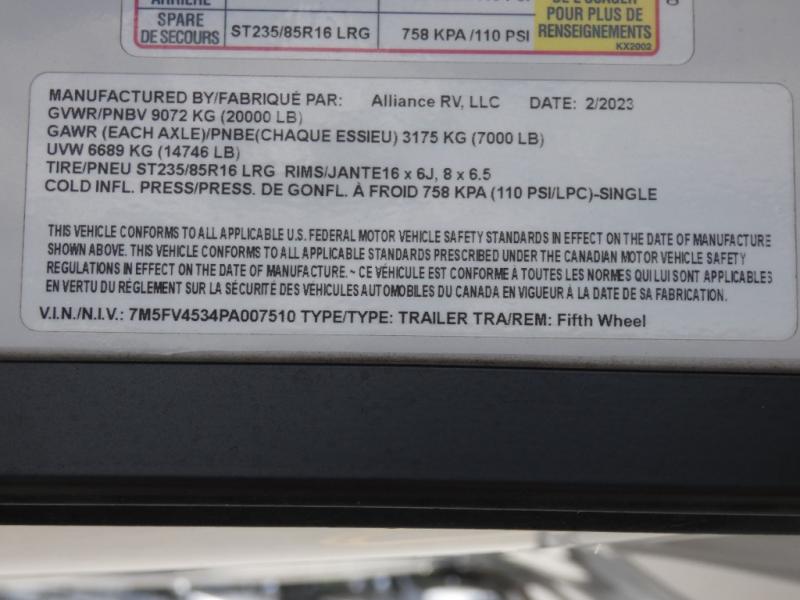 ARRIÈRE
SPARE
DE SECOURS
ST235/85R16 LRG
758 KPA /110 PSI
POUR PLUS DE
RENSEIGNEMENTS
KX2002
MANUFACTURED BY/FABRIQUÉ PAR: Alliance RV, LLC DATE: 2/2023
GVWR/PNBV 9072 KG (20000 LB)
GAWR (EACH AXLE)/PNBE(CHAQUE ESSIEU) 3175 KG (7000 LB)
UVW 6689 KG (14746 LB)
TIRE/PNEU ST235/85R16 LRG RIMS/JANTE16 x 6J, 8 x 6.5
COLD INFL. PRESS/PRESS. DE GONFL. À FROID 758 KPA (110 PSI/LPC)-SINGLE
THIS VEHICLE CONFORMS TO ALL APPLICABLE U.S. FEDERAL MOTOR VEHICLE SAFETY STANDARDS IN EFFECT ON THE DATE OF MANUFACTURE
SHOWN ABOVE. THIS VEHICLE CONFORMS TO ALL APPLICABLE STANDARDS PRESCRIBED UNDER THE CANADIAN MOTOR VEHICLE SAFETY
REGULATIONS IN EFFECT ON THE DATE OF MANUFACTURE. ~ CE VÉHICULE EST CONFORME À TOUTES LES NORMES QUI LUI SONT APPLICABLES
EN VERTU DU RÉGLEMENT SUR LA SÉCURITÉ DES VÉHICULES AUTOMOBILES DU CANADA EN VIGUEUR À LA DATE DE SA FABRICATION.
V.I.N./N.I.V.: 7M5FV4534PA007510 TYPE/TYPE: TRAILER TRA/REM: Fifth Wheel